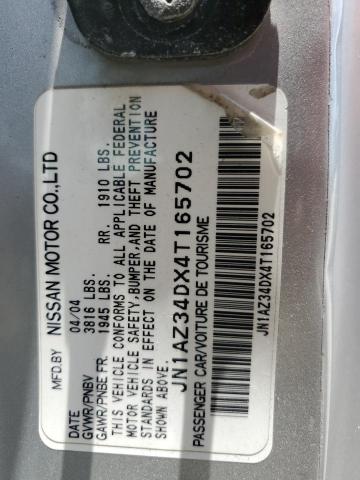 MFD.BY NISSAN MOTOR CO.,LTD
DATE 04/04
GVWR/PNBV 3816 LBS.
GAWR/PNBE FR. 1945 LBS. RR. 1910 LBS.
THIS VEHICLE CONFORMS TO ALL APPLICABLE FEDERAL
MOTOR VEHICLE SAFETY,BUMPER,AND THEFT PREVENTION
STANDARDS IN EFFECT ON THE DATE OF MANUFACTURE
SHOWN ABOVE.
JN1AZ34DX4T165702
PASSENGER CAR/VOITURE DE TOURISME
JN1AZ34DX4T165702